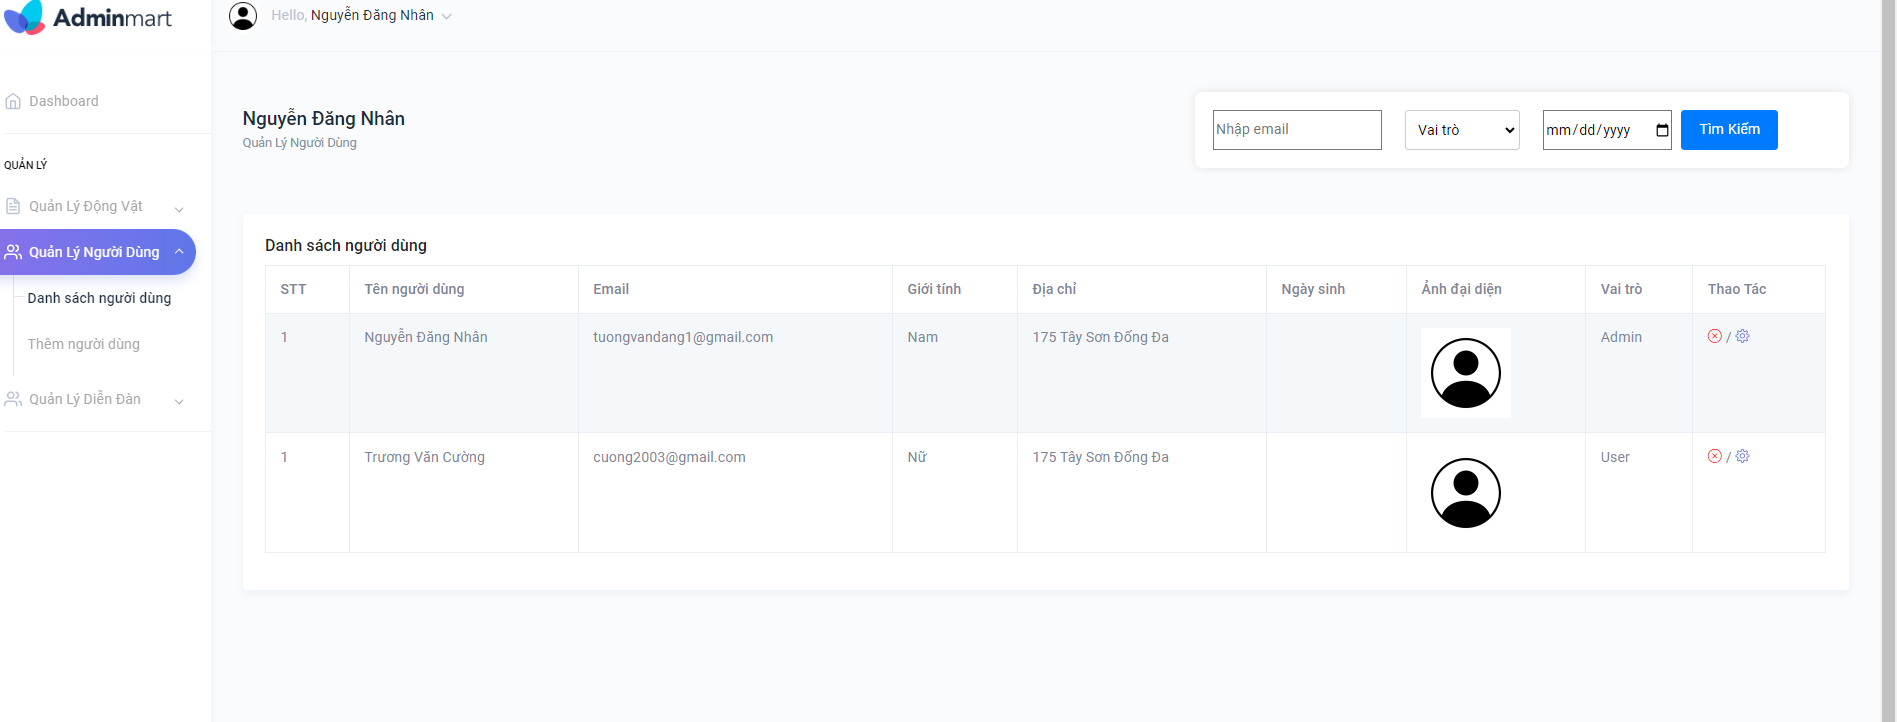 Adminmart
Hello, Nguyễn Đăng Nhân
Dashboard
QUẢN LÝ
Quản Lý Động Vật
Quản Lý Người Dùng
Danh sách người dùng
Thêm người dùng
Quản Lý Diễn Đàn
Nguyễn Đăng Nhân
Quản Lý Người Dùng
Nhập email Vai trò mm/dd/yyyy Tìm Kiếm
Danh sách người dùng
STT Tên người dùng Email Giới tính Địa chỉ Ngày sinh Ảnh đại diện Vai trò Thao Tác
1 Nguyễn Đăng Nhân tuongvandang1@gmail.com Nam 175 Tây Sơn Đống Đa Admin /
1 Trương Văn Cường cuong2003@gmail.com Nữ 175 Tây Sơn Đống Đa User /